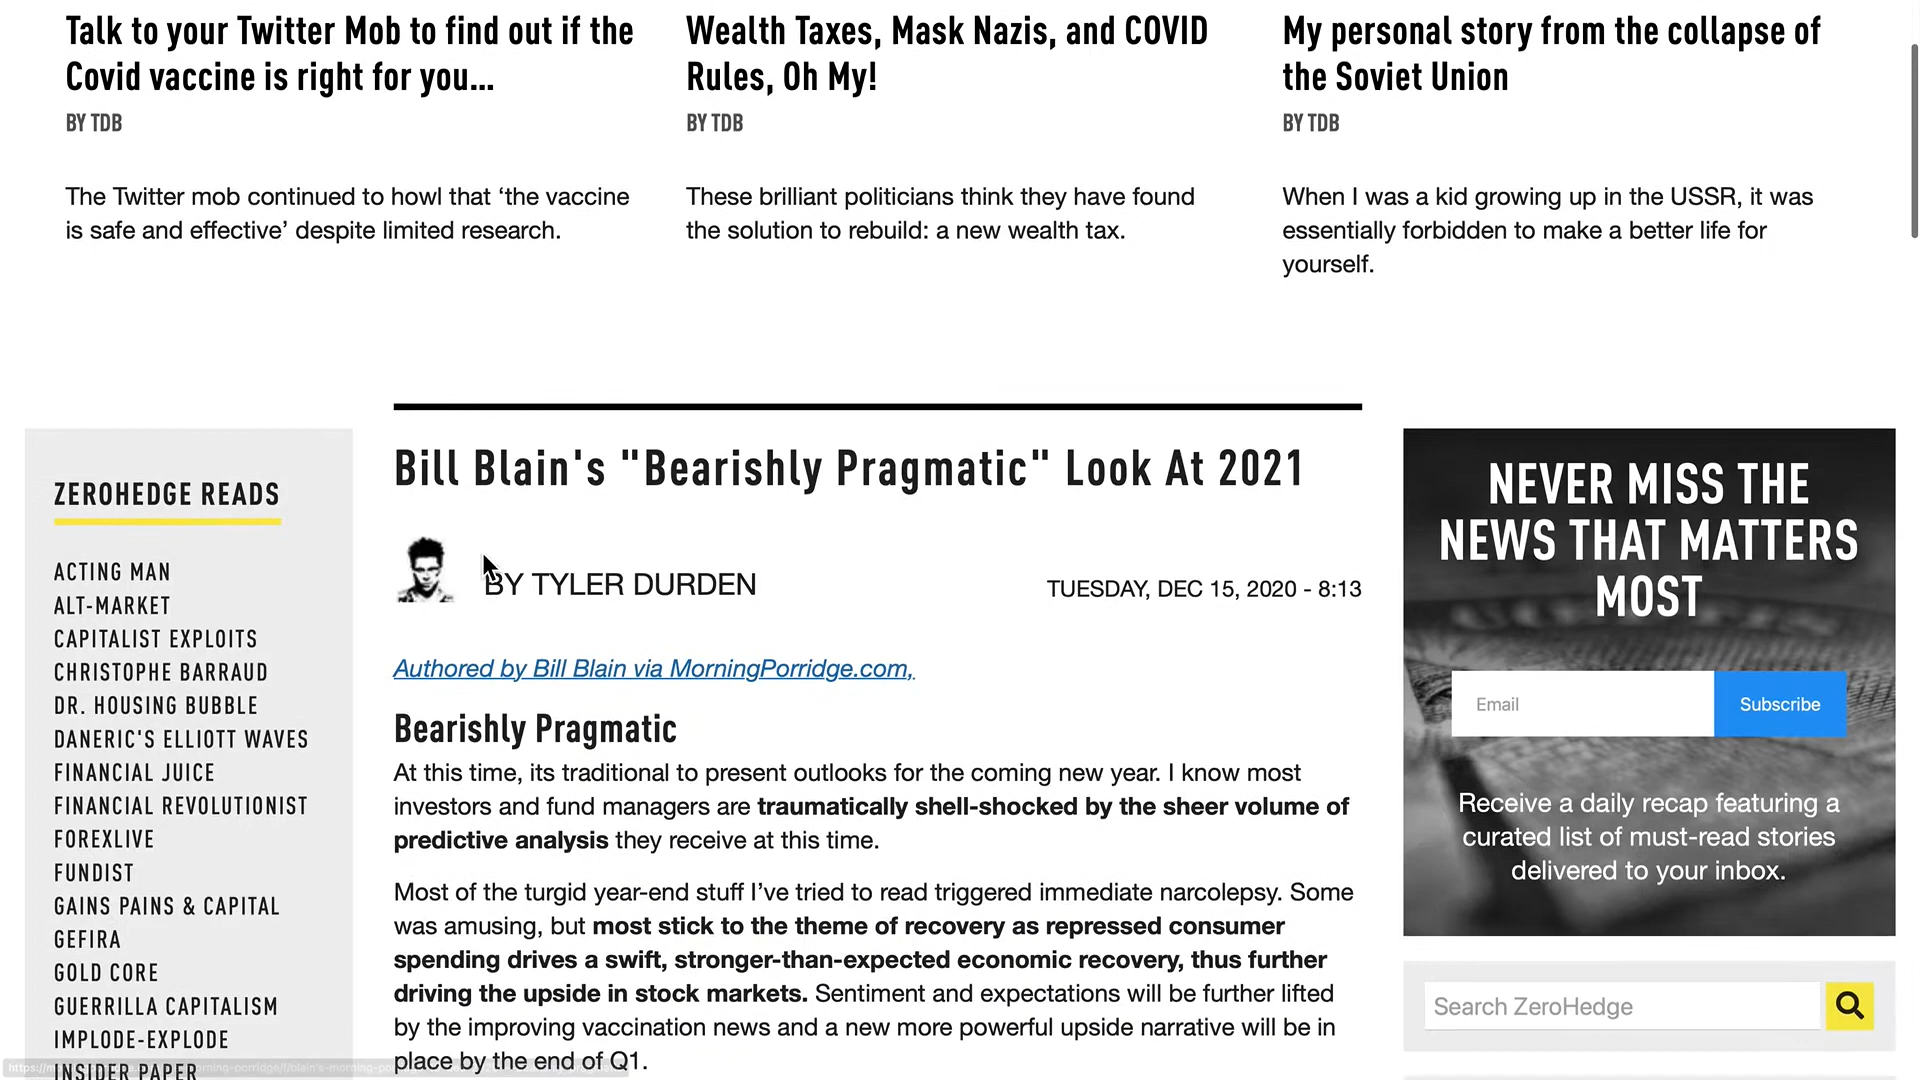 Talk to your Twitter Mob to find out if the
Covid vaccine is right for you...
BY TDB
The Twitter mob continued to howl that ‘the vaccine
is safe and effective’ despite limited research.
Wealth Taxes, Mask Nazis, and COVID
Rules, Oh My!
BY TDB
These brilliant politicians think they have found
the solution to rebuild: a new wealth tax.
My personal story from the collapse of
the Soviet Union
BY TDB
When I was a kid growing up in the USSR, it was
essentially forbidden to make a better life for
yourself.
ZEROHEDGE READS
ACTING MAN
ALT-MARKET
CAPITALIST EXPLOITS
CHRISTOPHE BARRAUD
DR. HOUSING BUBBLE
DANERIC'S ELLIOTT WAVES
FINANCIAL JUICE
FINANCIAL REVOLUTIONIST
FOREXLIVE
FUNDIST
GAINS PAINS & CAPITAL
GEFIRA
GOLD CORE
GUERRILLA CAPITALISM
IMPLODE-EXPLODE
INSIDER PAPER
Bill Blain's "Bearishly Pragmatic" Look At 2021
BY TYLER DURDEN
TUESDAY, DEC 15, 2020 - 8:13
Authored by Bill Blain via MorningPorridge.com,
Bearishly Pragmatic
At this time, its traditional to present outlooks for the coming new year. I know most
investors and fund managers are traumatically shell-shocked by the sheer volume of
predictive analysis they receive at this time.
Most of the turgid year-end stuff I’ve tried to read triggered immediate narcolepsy. Some
was amusing, but most stick to the theme of recovery as repressed consumer
spending drives a swift, stronger-than-expected economic recovery, thus further
driving the upside in stock markets. Sentiment and expectations will be further lifted
by the improving vaccination news and a new more powerful upside narrative will be in
place by the end of Q1.
NEVER MISS THE
NEWS THAT MATTERS
MOST
Email
Subscribe
Receive a daily recap featuring a
curated list of must-read stories
delivered to your inbox.
Search ZeroHedge